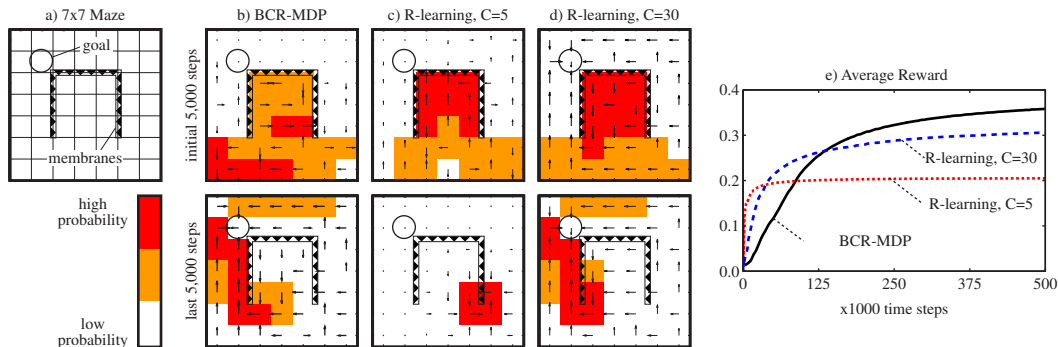 a) 7x7 Maze
b) BCR-MDP
c) R-learning, C=5
d) R-learning, C=30
goal
membranes
initial 5,000 steps
high
probability
low
probability
last 5,000 steps
e) Average Reward
0.4
0.3
0.2
0.1
0.0
R-learning, C=30
R-learning, C=5
BCR-MDP
0
125
250
375
500
x1000 time steps